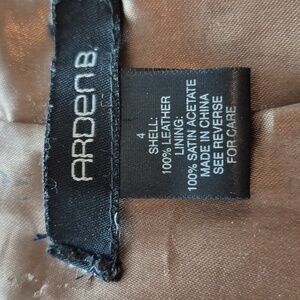 ARDEN B.
4
SHELL:
100% LEATHER
LINING:
100% SATIN ACETATE
MADE IN CHINA
SEE REVERSE
FOR CARE